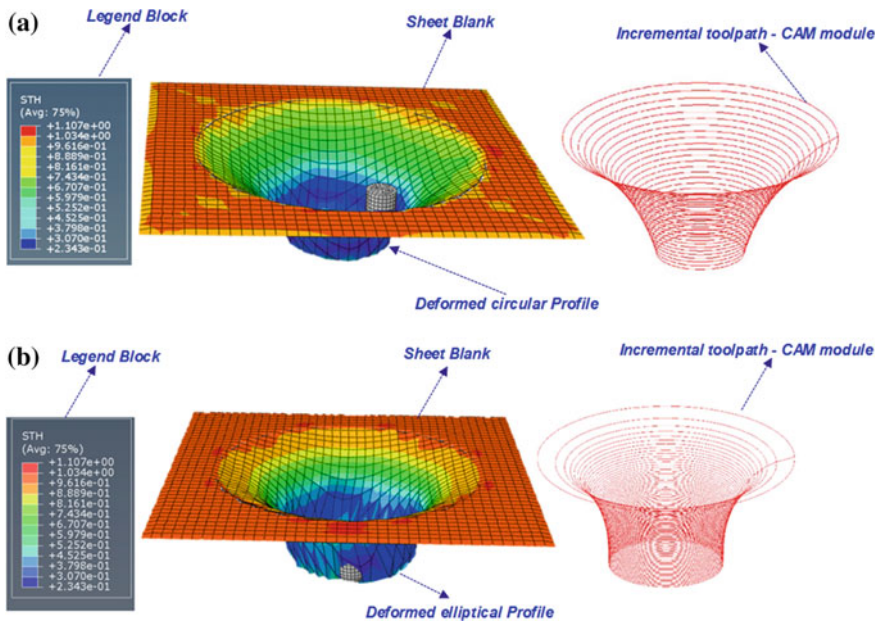 (a)
Legend Block
Sheet Blank
Incremental toolpath - CAM module
STH
(Avg: 75%)
+1.107e+00
+1.034e+00
+9.616e-01
+8.889e-01
+8.161e-01
+7.434e-01
+6.707e-01
+5.979e-01
+5.252e-01
+4.525e-01
+3.798e-01
+3.070e-01
+2.343e-01
Deformed circular Profile
(b)
Legend Block
Sheet Blank
Incremental toolpath - CAM module
STH
(Avg: 75%)
+1.107e+00
+1.034e+00
+9.616e-01
+8.889e-01
+8.161e-01
+7.434e-01
+6.707e-01
+5.979e-01
+5.252e-01
+4.525e-01
+3.798e-01
+3.070e-01
+2.343e-01
Deformed elliptical Profile